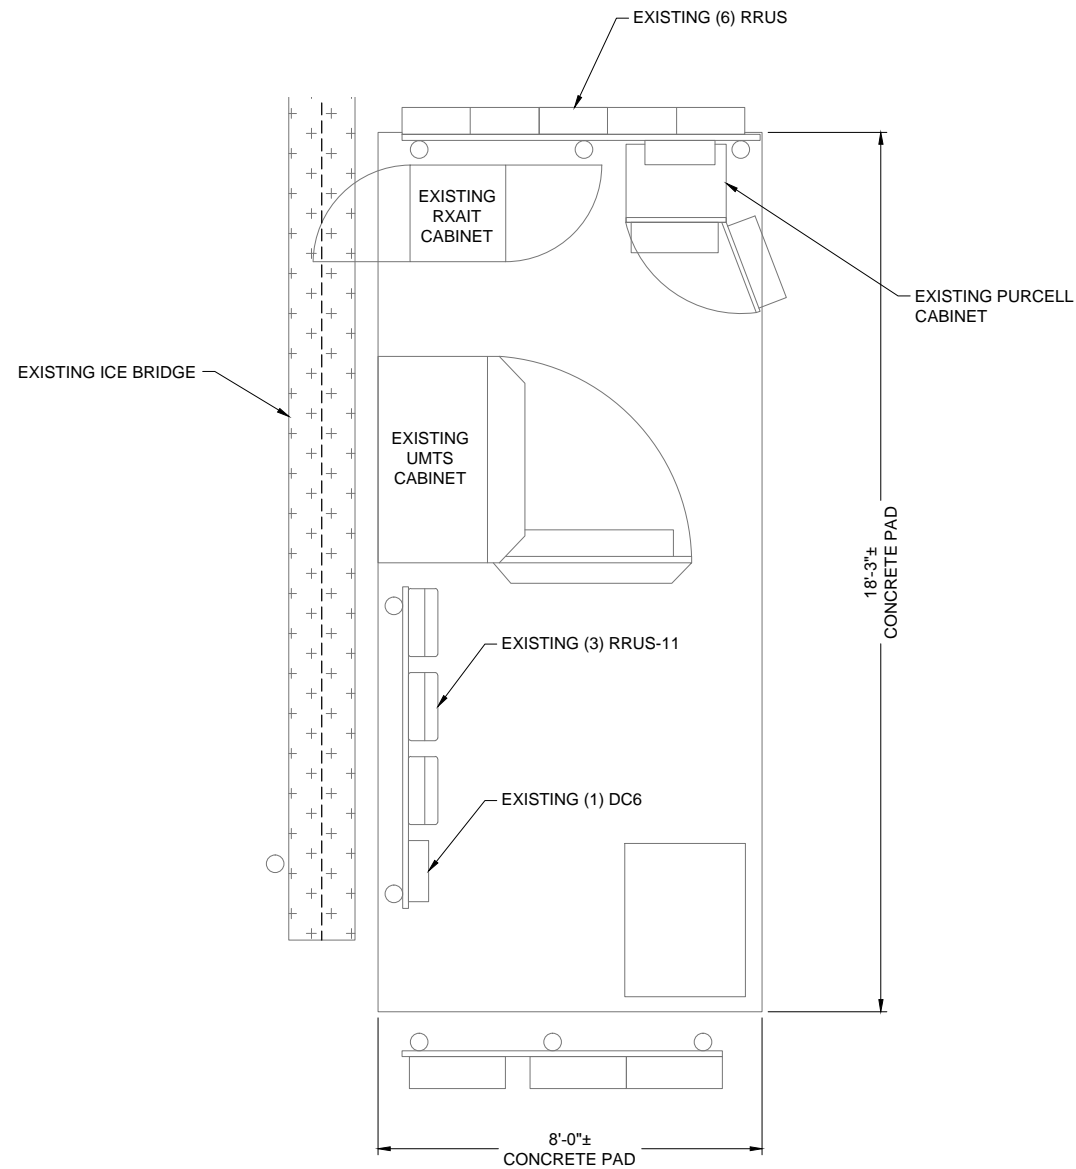 EXISTING (6) RRUS
EXISTING
RXAIT
CABINET
EXISTING PURCELL
CABINET
EXISTING ICE BRIDGE
EXISTING
UMTS
CABINET
18'-3"±
CONCRETE PAD
EXISTING (3) RRUS-11
EXISTING (1) DC6
8'-0"±
CONCRETE PAD